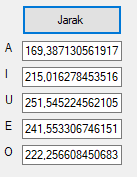 Jarak
A 169,387130561917
I 215,016278453516
U 251,545224562105
E 241,553306746151
O 222,256608450683